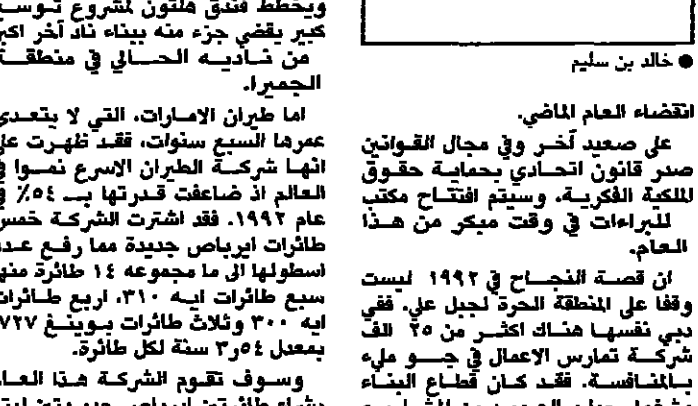 ● خالد بن سليم
انقضاء العام الماضي.
على صعيد آخر وفي مجال القوانين
صدر قانون اتحادي بحماية حقوق
الملكية الفكرية، وسيتم افتتاح مكتب
للبراءات في وقت مبكر من هذا
العام.
ان قصة النجاح في ١٩٩٢ ليست
وقفا على المنطقة الحرة لجبل علي. ففي
دبي نفسها هناك اكثر من ٢٥ الف
شركة تمارس الاعمال في جو مليء
بالمنافسة. فقد كان قطاع البناء
ويخطط فندق هلتون لمشروع توسيع
كبير يقضي جزء منه ببناء ناد آخر اكبر
من ناديه الحالي في منطقة
الجميرا.
اما طيران الامارات، التي لا يتعدى
عمرها السبع سنوات، فقد ظهرت على
انها شركة الطيران الاسرع نموا في
العالم اذ ضاعفت قدرتها بـ ٥٤٪ في
عام ١٩٩٢. فقد اشترت الشركة خمس
طائرات ايرباص جديدة مما رفع عدد
اسطولها الى ما مجموعه ١٤ طائرة منها
سبع طائرات ايه ٣١٠، اربع طائرات
ايه ٣٠٠ وثلاث طائرات بوينغ ٧٢٧
بمعدل ٣٫٥٤ سنة لكل طائرة.
وسوف تقوم الشركة هذا العام